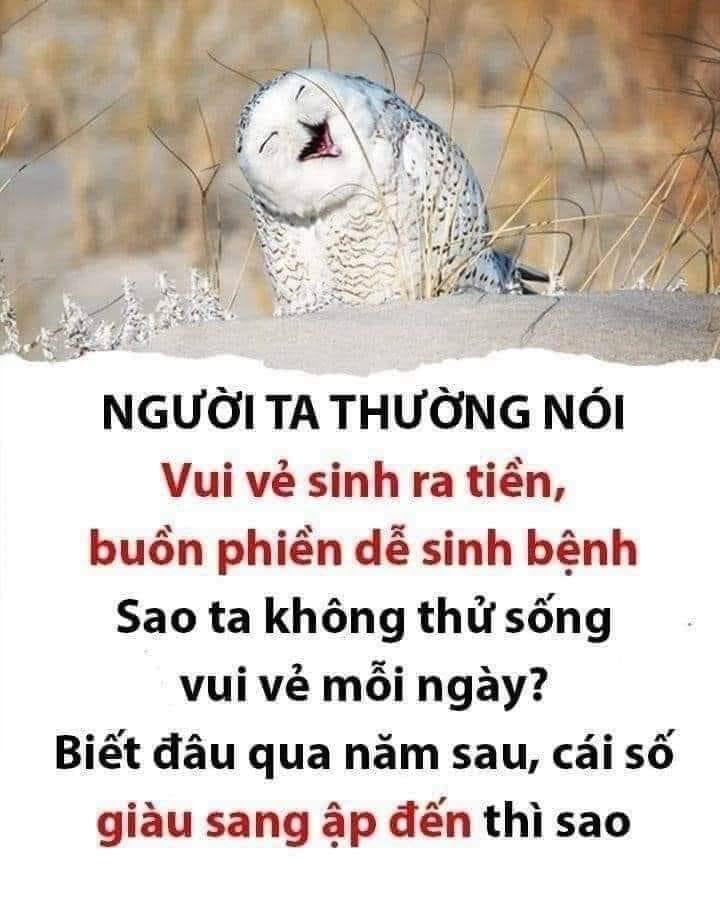 NGƯỜI TA THƯỜNG NÓI
Vui vẻ sinh ra tiền,
buồn phiền dễ sinh bệnh
Sao ta không thử sống
vui vẻ mỗi ngày?
Biết đâu qua năm sau, cái số
giàu sang ập đến thì sao